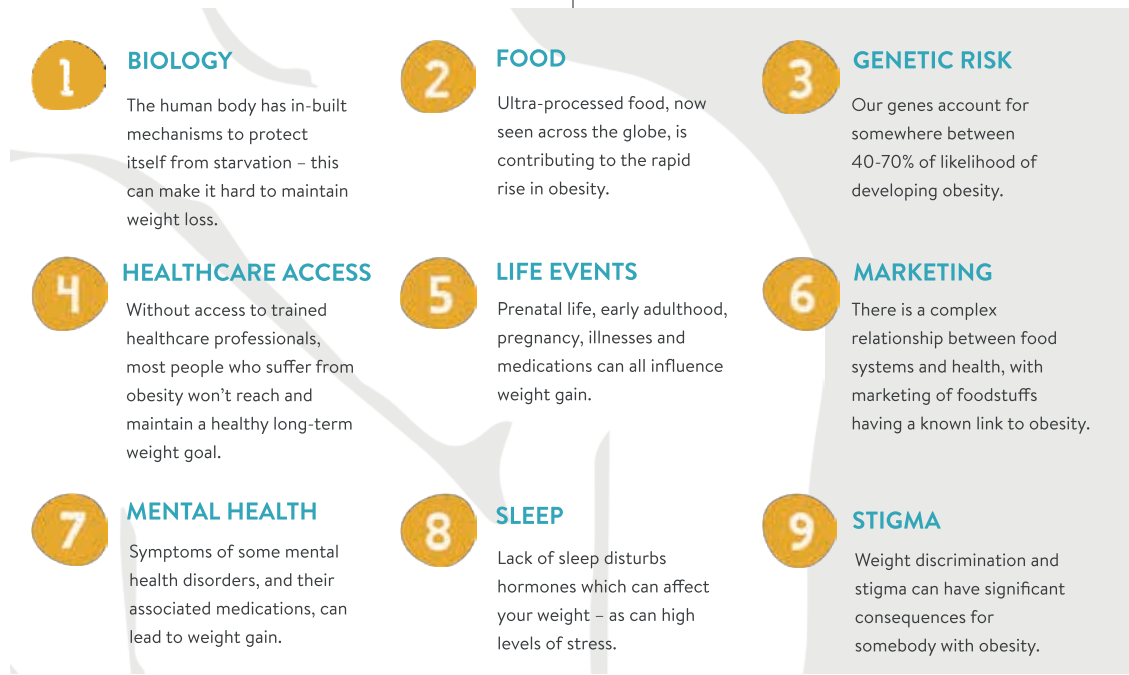 1
BIOLOGY
The human body has in-built
mechanisms to protect
itself from starvation – this
can make it hard to maintain
weight loss.
2
FOOD
Ultra-processed food, now
seen across the globe, is
contributing to the rapid
rise in obesity.
3
GENETIC RISK
Our genes account for
somewhere between
40-70% of likelihood of
developing obesity.
4
HEALTHCARE ACCESS
Without access to trained
healthcare professionals,
most people who suffer from
obesity won’t reach and
maintain a healthy long-term
weight goal.
5
LIFE EVENTS
Prenatal life, early adulthood,
pregnancy, illnesses and
medications can all influence
weight gain.
6
MARKETING
There is a complex
relationship between food
systems and health, with
marketing of foodstuffs
having a known link to obesity.
7
MENTAL HEALTH
Symptoms of some mental
health disorders, and their
associated medications, can
lead to weight gain.
8
SLEEP
Lack of sleep disturbs
hormones which can affect
your weight – as can high
levels of stress.
9
STIGMA
Weight discrimination and
stigma can have significant
consequences for
somebody with obesity.